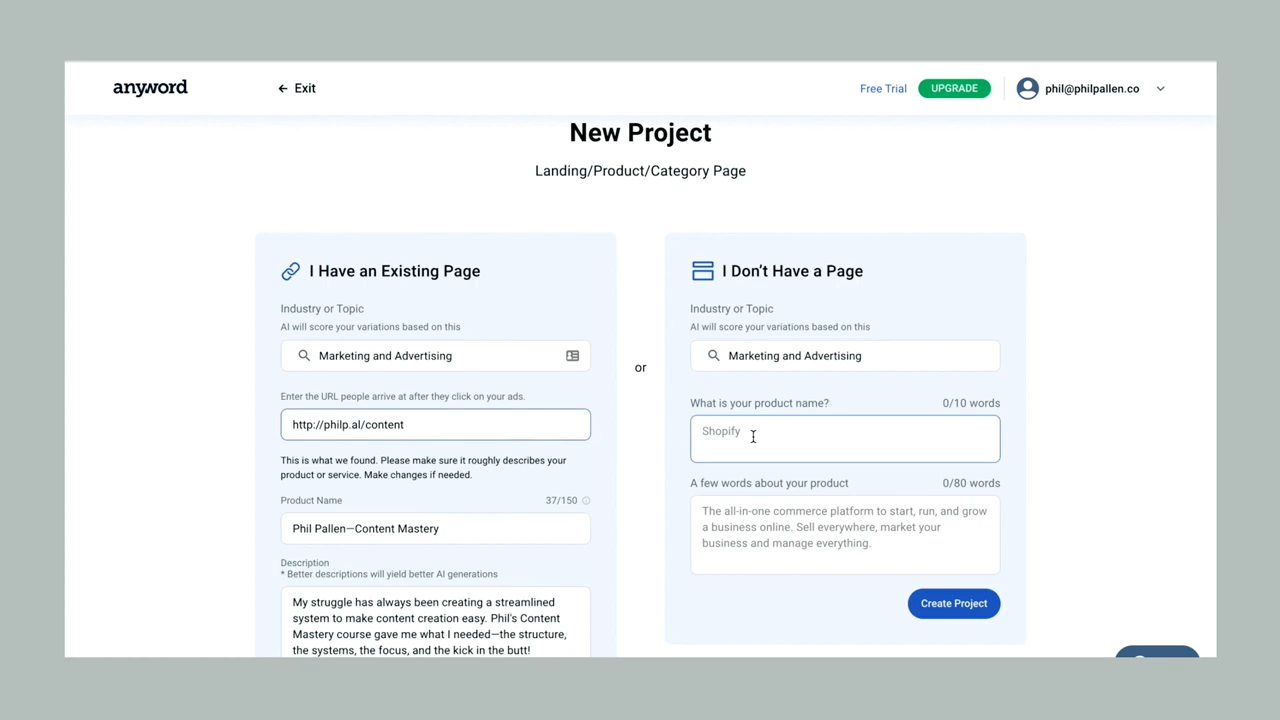 anyword
← Exit
Free Trial
UPGRADE
phil@philpallen.co
New Project
Landing/Product/Category Page
I Have an Existing Page
Industry or Topic
AI will score your variations based on this
Marketing and Advertising
Enter the URL people arrive at after they click on your ads.
http://philp.al/content
This is what we found. Please make sure it roughly describes your
product or service. Make changes if needed.
Product Name
37/150
Phil Pallen—Content Mastery
Description
* Better descriptions will yield better AI generations
My struggle has always been creating a streamlined
system to make content creation easy. Phil's Content
Mastery course gave me what I needed—the structure,
the systems, the focus, and the kick in the butt!
or
I Don't Have a Page
Industry or Topic
AI will score your variations based on this
Marketing and Advertising
What is your product name?
0/10 words
Shopify
A few words about your product
0/80 words
The all-in-one commerce platform to start, run, and grow
a business online. Sell everywhere, market your
business and manage everything.
Create Project